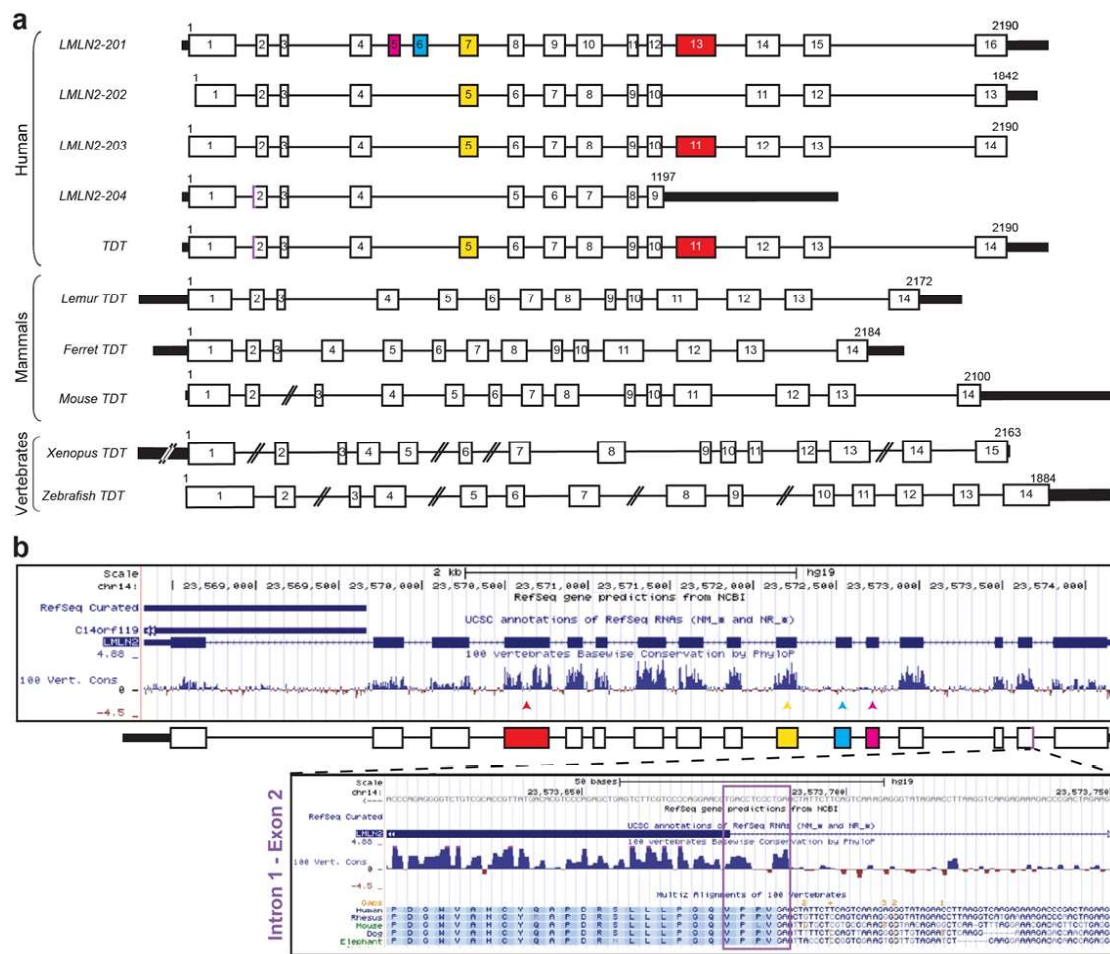 a
Human
1 2190
LMLN2-201 1 2 3 4 5 6 7 8 9 10 11 12 13 14 15 16
1 1842
LMLN2-202 1 2 3 4 5 6 7 8 9 10 11 12 13
1 2190
LMLN2-203 1 2 3 4 5 6 7 8 9 10 11 12 13 14
1197
LMLN2-204 1 2 3 4 5 6 7 8 9
1 2190
TDT 1 2 3 4 5 6 7 8 9 10 11 12 13 14
Mammals
1 2172
Lemur TDT 1 2 3 4 5 6 7 8 9 10 11 12 13 14
1 2184
Ferret TDT 1 2 3 4 5 6 7 8 9 10 11 12 13 14
1 2100
Mouse TDT 1 2 3 4 5 6 7 8 9 10 11 12 13 14
Vertebrates
1 2163
Xenopus TDT 1 2 3 4 5 6 7 8 9 10 11 12 13 14 15
1 1884
Zebrafish TDT 1 2 3 4 5 6 7 8 9 10 11 12 13 14
b
Scale 2 kb hg19
chr14: 23,569,000 23,569,500 23,570,000 23,570,500 23,571,000 23,571,500 23,572,000 23,572,500 23,573,000 23,573,500 23,574,000
RefSeq gene predictions from NCBI
RefSeq Curated
UCSC annotations of RefSeq RNAs (NM_* and NR_*)
C14orf119
LMLN2
4.88 _ 100 vertebrates Basewise Conservation by PhyloP
100 Vert. Cons 0 -
-4.5 _
Intron 1 - Exon 2
Scale 50 bases hg19
chr14: 23,573,650 23,573,700 23,573,750
--->
RefSeq gene predictions from NCBI
RefSeq Curated
UCSC annotations of RefSeq RNAs (NM_* and NR_*)
LMLN2
4.88 _ 100 vertebrates Basewise Conservation by PhyloP
100 Vert. Cons 0 -
-4.5 _
Multiz Alignments of 100 Vertebrates
Gaps
Human
Rhesus
Mouse
Dog
Elephant